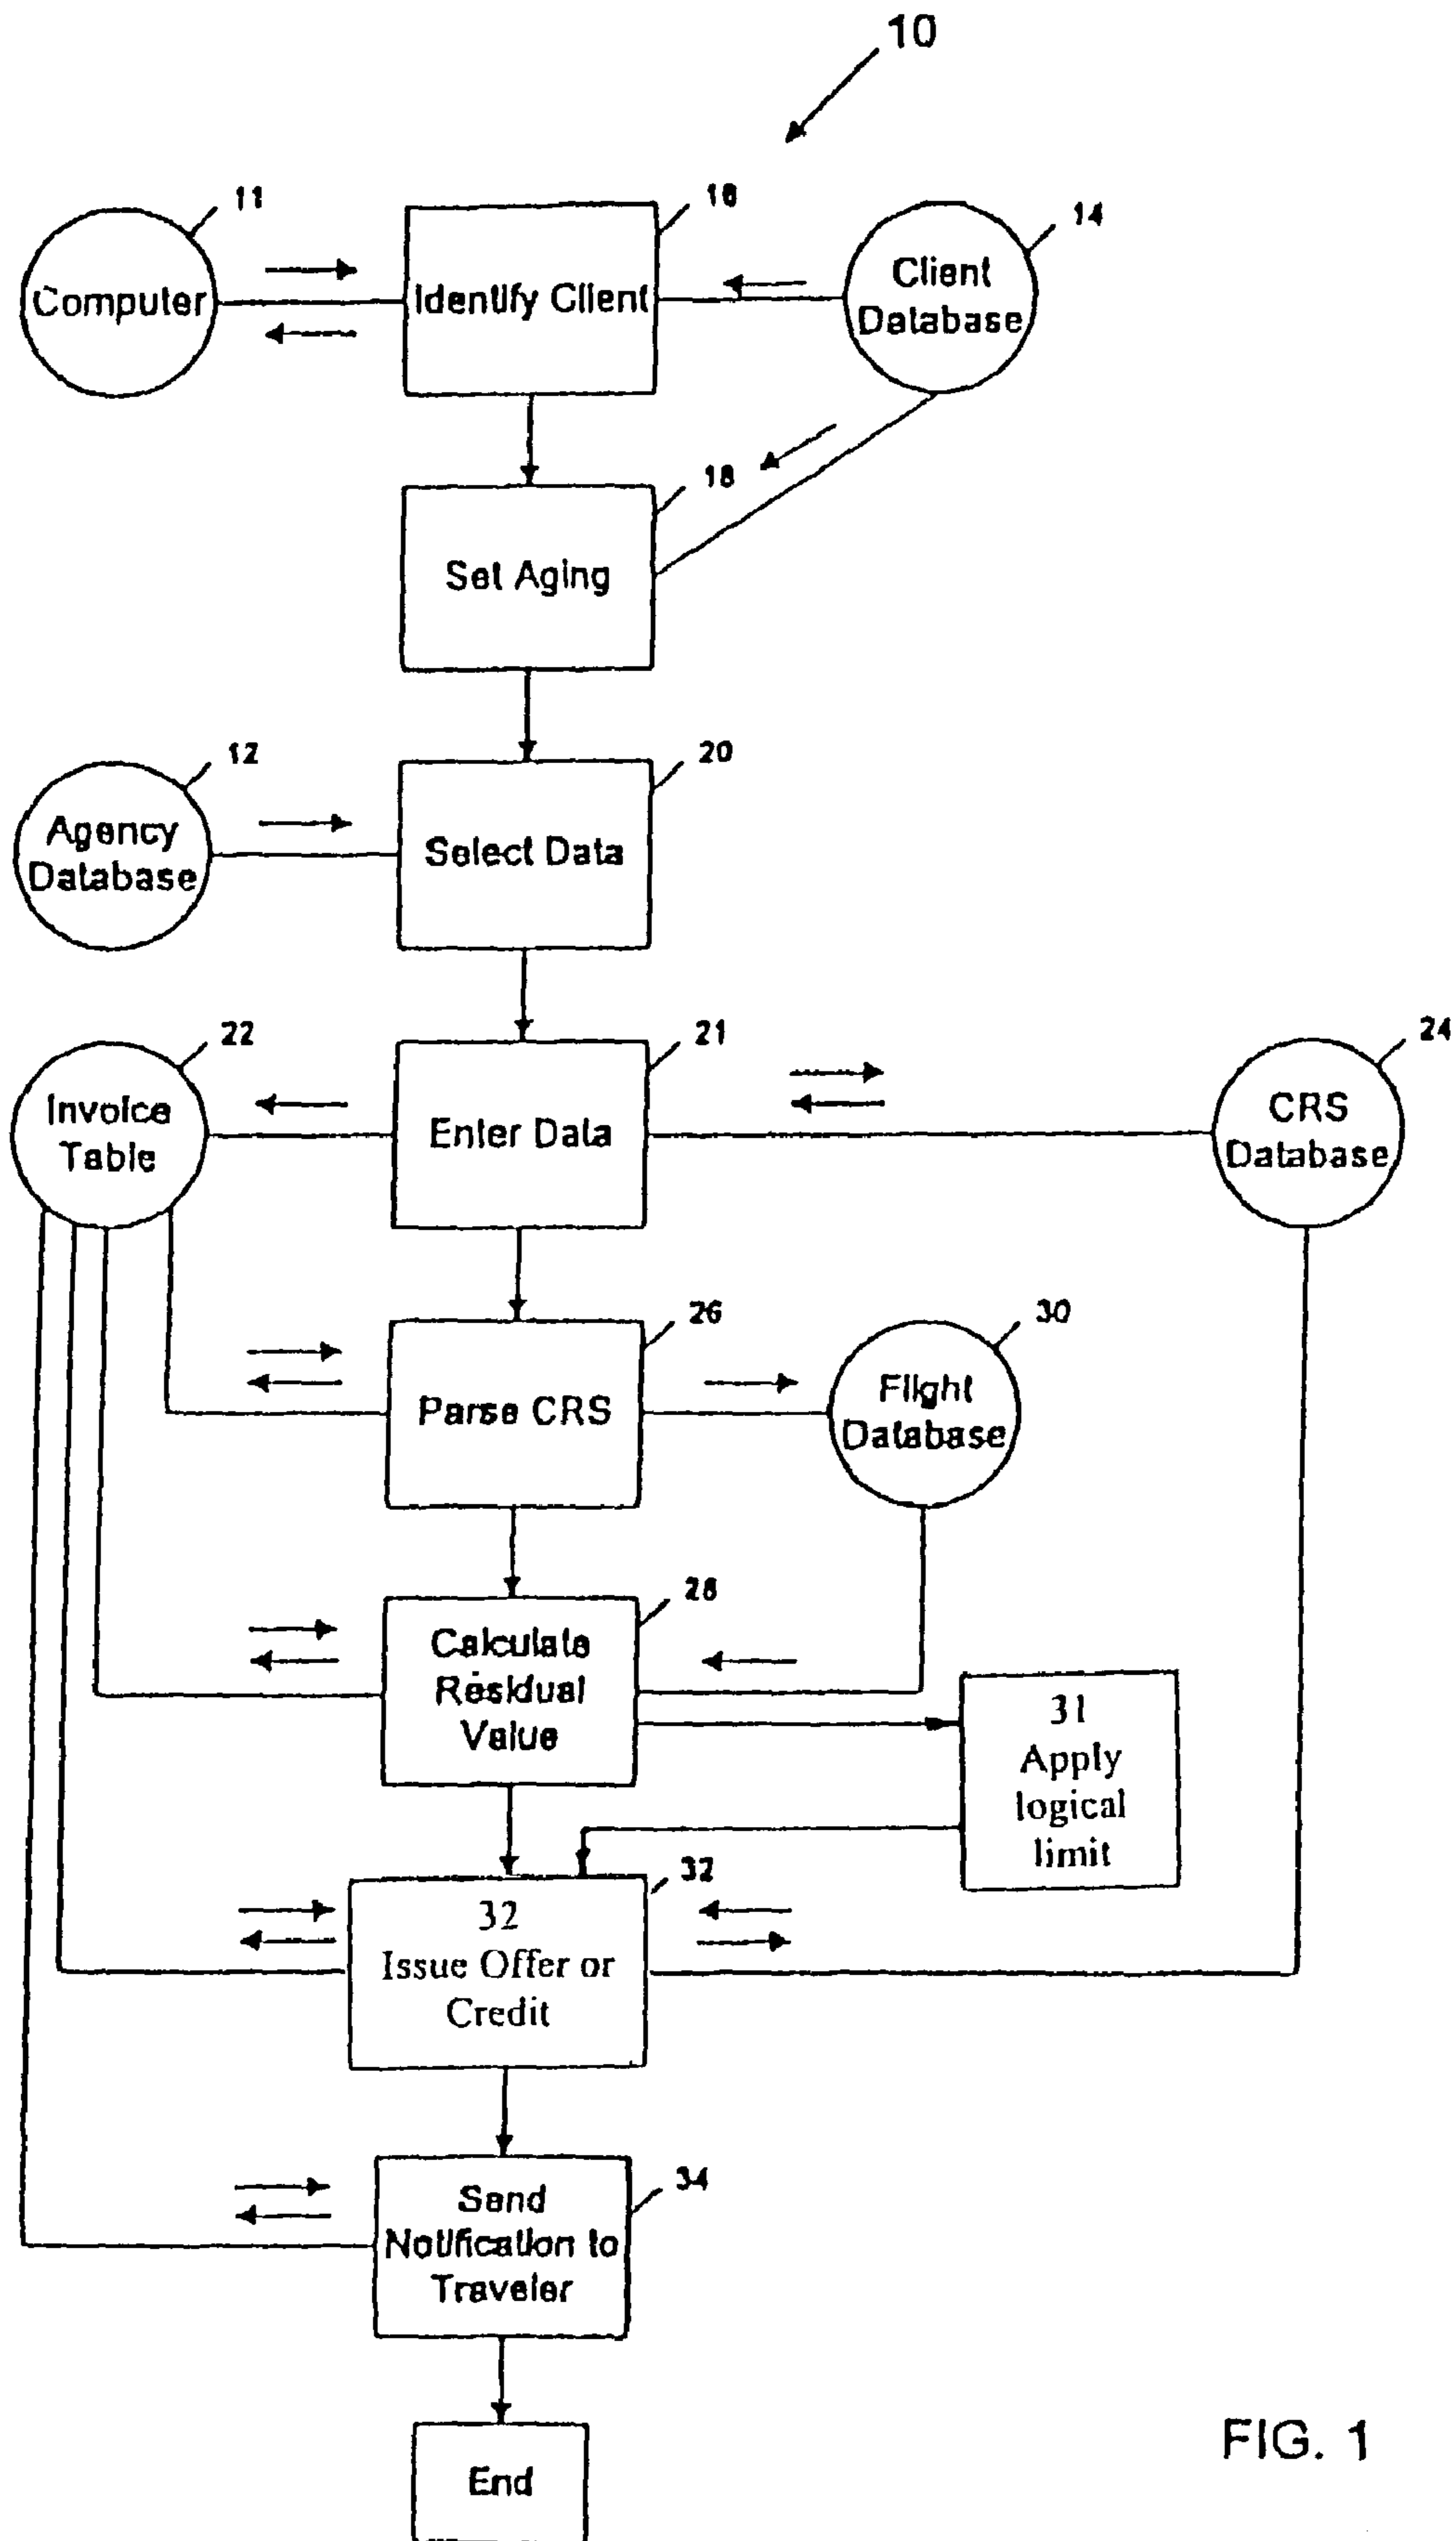 10
11
16
14
Computer
Identify Client
Client
Database
18
Set Aging
12
20
Agency
Database
Select Data
22
21
24
Invoice
Table
Enter Data
CRS
Database
26
30
Parse CRS
Flight
Database
28
Calculate
Residual
Value
31
Apply
logical
limit
32
32
Issue Offer or
Credit
34
Send
Notification to
Traveler
End
FIG. 1